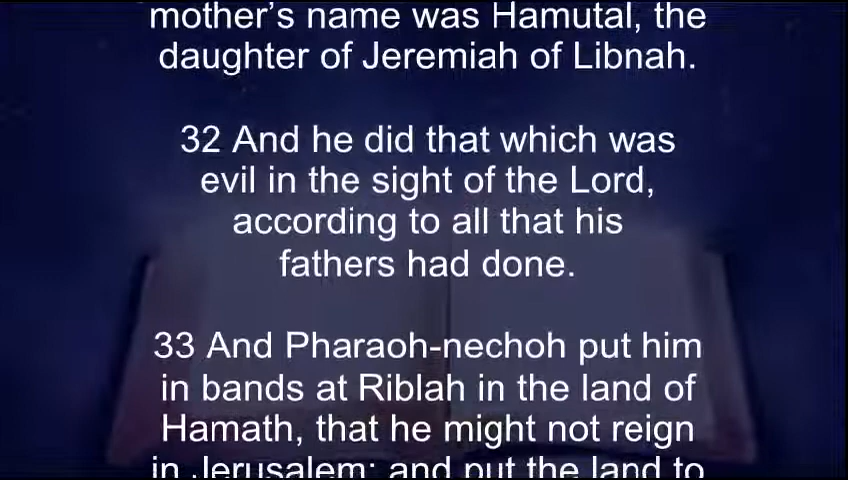 mother’s name was Hamutal, the
daughter of Jeremiah of Libnah.
32 And he did that which was
evil in the sight of the Lord,
according to all that his
fathers had done.
33 And Pharaoh-nechoh put him
in bands at Riblah in the land of
Hamath, that he might not reign
in Jerusalem; and put the land to